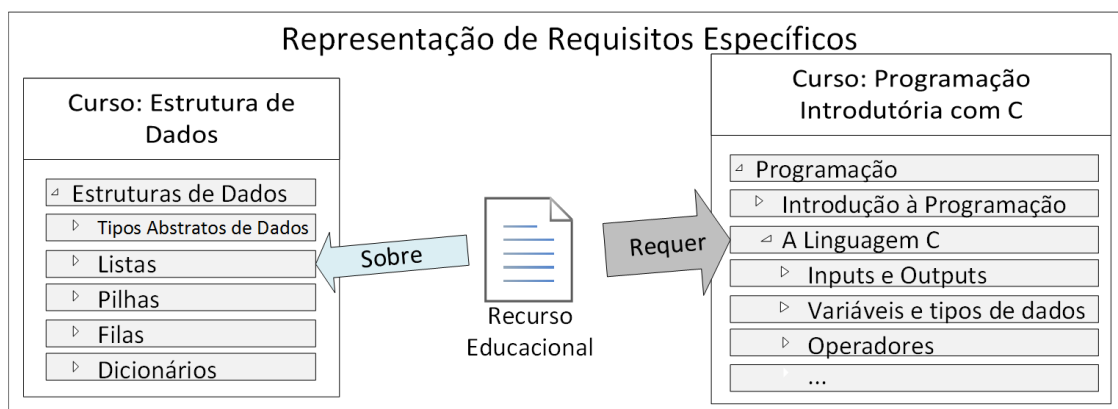 Representação de Requisitos Específicos
Curso: Estrutura de
Dados
Estruturas de Dados
Tipos Abstratos de Dados
Listas
Pilhas
Filas
Dicionários
Sobre
Recurso
Educacional
Requer
Curso: Programação
Introdutória com C
Programação
Introdução à Programação
A Linguagem C
Inputs e Outputs
Variáveis e tipos de dados
Operadores
...